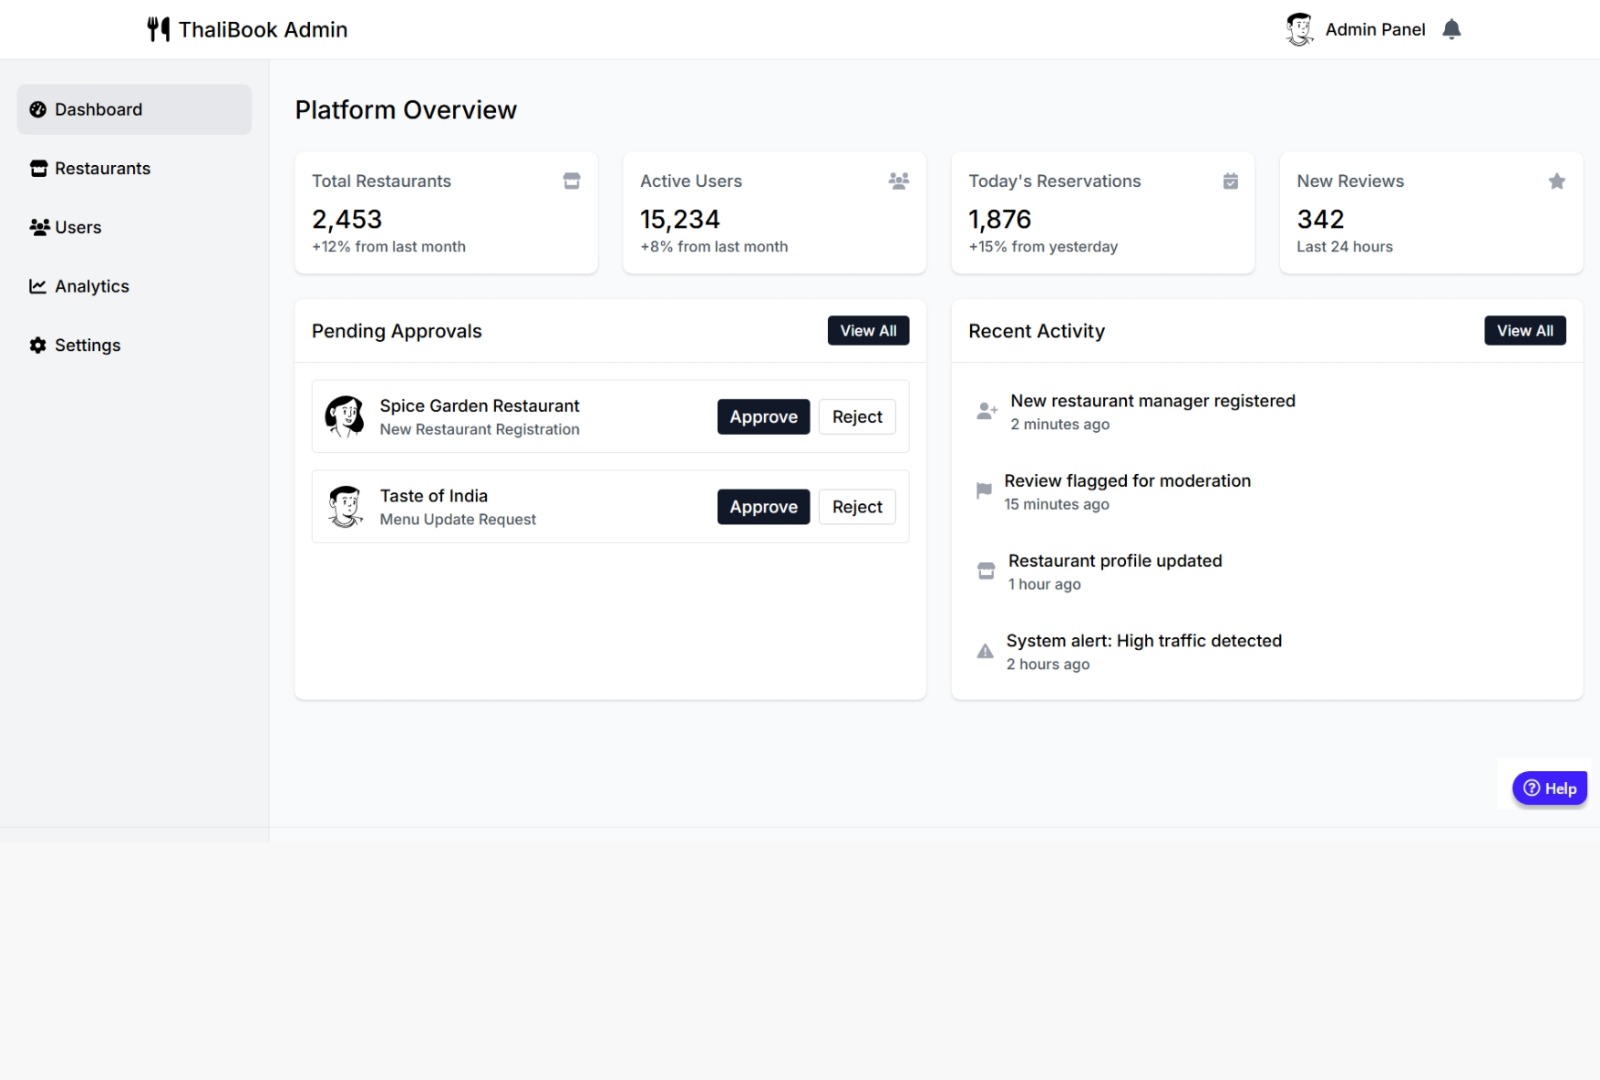 ThaliBook Admin
Admin Panel
Dashboard
Restaurants
Users
Analytics
Settings
Platform Overview
Total Restaurants
2,453
+12% from last month
Active Users
15,234
+8% from last month
Today's Reservations
1,876
+15% from yesterday
New Reviews
342
Last 24 hours
Pending Approvals
View All
Spice Garden Restaurant
New Restaurant Registration
Approve
Reject
Taste of India
Menu Update Request
Approve
Reject
Recent Activity
View All
New restaurant manager registered
2 minutes ago
Review flagged for moderation
15 minutes ago
Restaurant profile updated
1 hour ago
System alert: High traffic detected
2 hours ago
Help